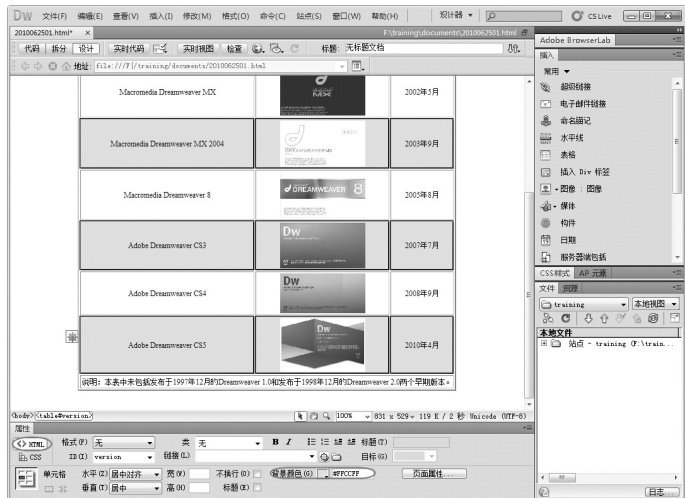 DW 文件(F) 编辑(E) 查看(V) 插入(I) 修改(M) 格式(O) 命令(C) 站点(S) 窗口(W) 帮助(H) 设计器 CS Live
2010062501.html* × F:\training\documents\2010062501.html
代码 拆分 设计 实时代码 实时视图 检查 标题: 无标题文档
地址: file:///F|/training/documents/2010062501.html
Macromedia Dreamweaver MX MX 2002年5月
Macromedia Dreamweaver MX 2004 2003年9月
Macromedia Dreamweaver 8 DREAMWEAVER 8 2005年8月
Adobe Dreamweaver CS3 Dw 2007年7月
Adobe Dreamweaver CS4 Dw 2008年9月
Adobe Dreamweaver CS5 Dw 2010年4月
说明：本表中未包括发布于1997年12月的Dreamweaver 1.0和发布于1998年12月的Dreamweaver 2.0两个早期版本。
<body><table#version> 100% 831 x 529 119 K / 2 秒 Unicode (UTF-8)
属性
<> HTML 格式(F) 无 类 无 B I 标题(T)
CSS ID(I) version 链接(L) 目标(G)
单元格 水平(Z) 居中对齐 宽(W) 不换行(O) 背景颜色(G) #FFCCFF 页面属性...
垂直(T) 居中 高(H) 标题(E)
Adobe BrowserLab
插入
常用
超级链接
电子邮件链接
命名锚记
水平线
表格
插入 Div 标签
图像 : 图像
媒体
构件
日期
服务器端包括
CSS样式 AP 元素
文件 资源
training 本地视图
本地文件
站点 - training (F:\train...
日志...